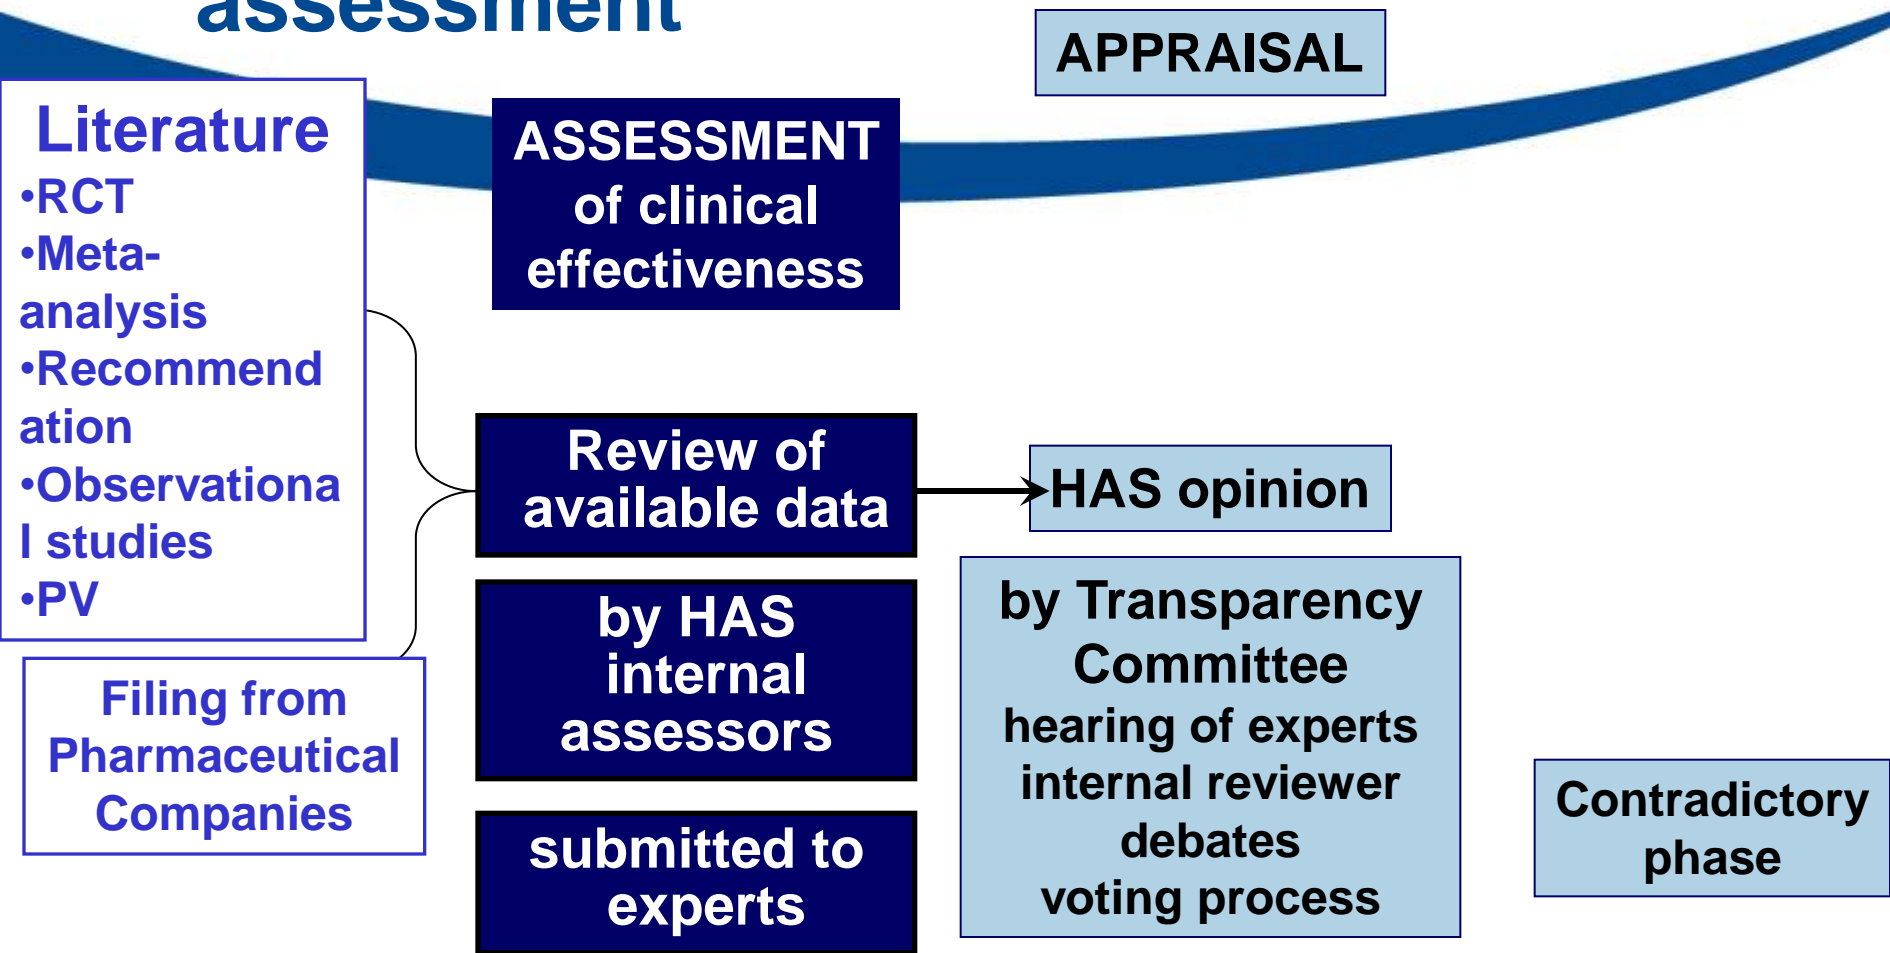 assessment
APPRAISAL
Literature
•RCT
•Meta-
analysis
•Recommend
ation
•Observationa
l studies
•PV
Filing from
Pharmaceutical
Companies
ASSESSMENT
of clinical
effectiveness
Review of
available data
by HAS
internal
assessors
submitted to
experts
HAS opinion
by Transparency
Committee
hearing of experts
internal reviewer
debates
voting process
Contradictory
phase